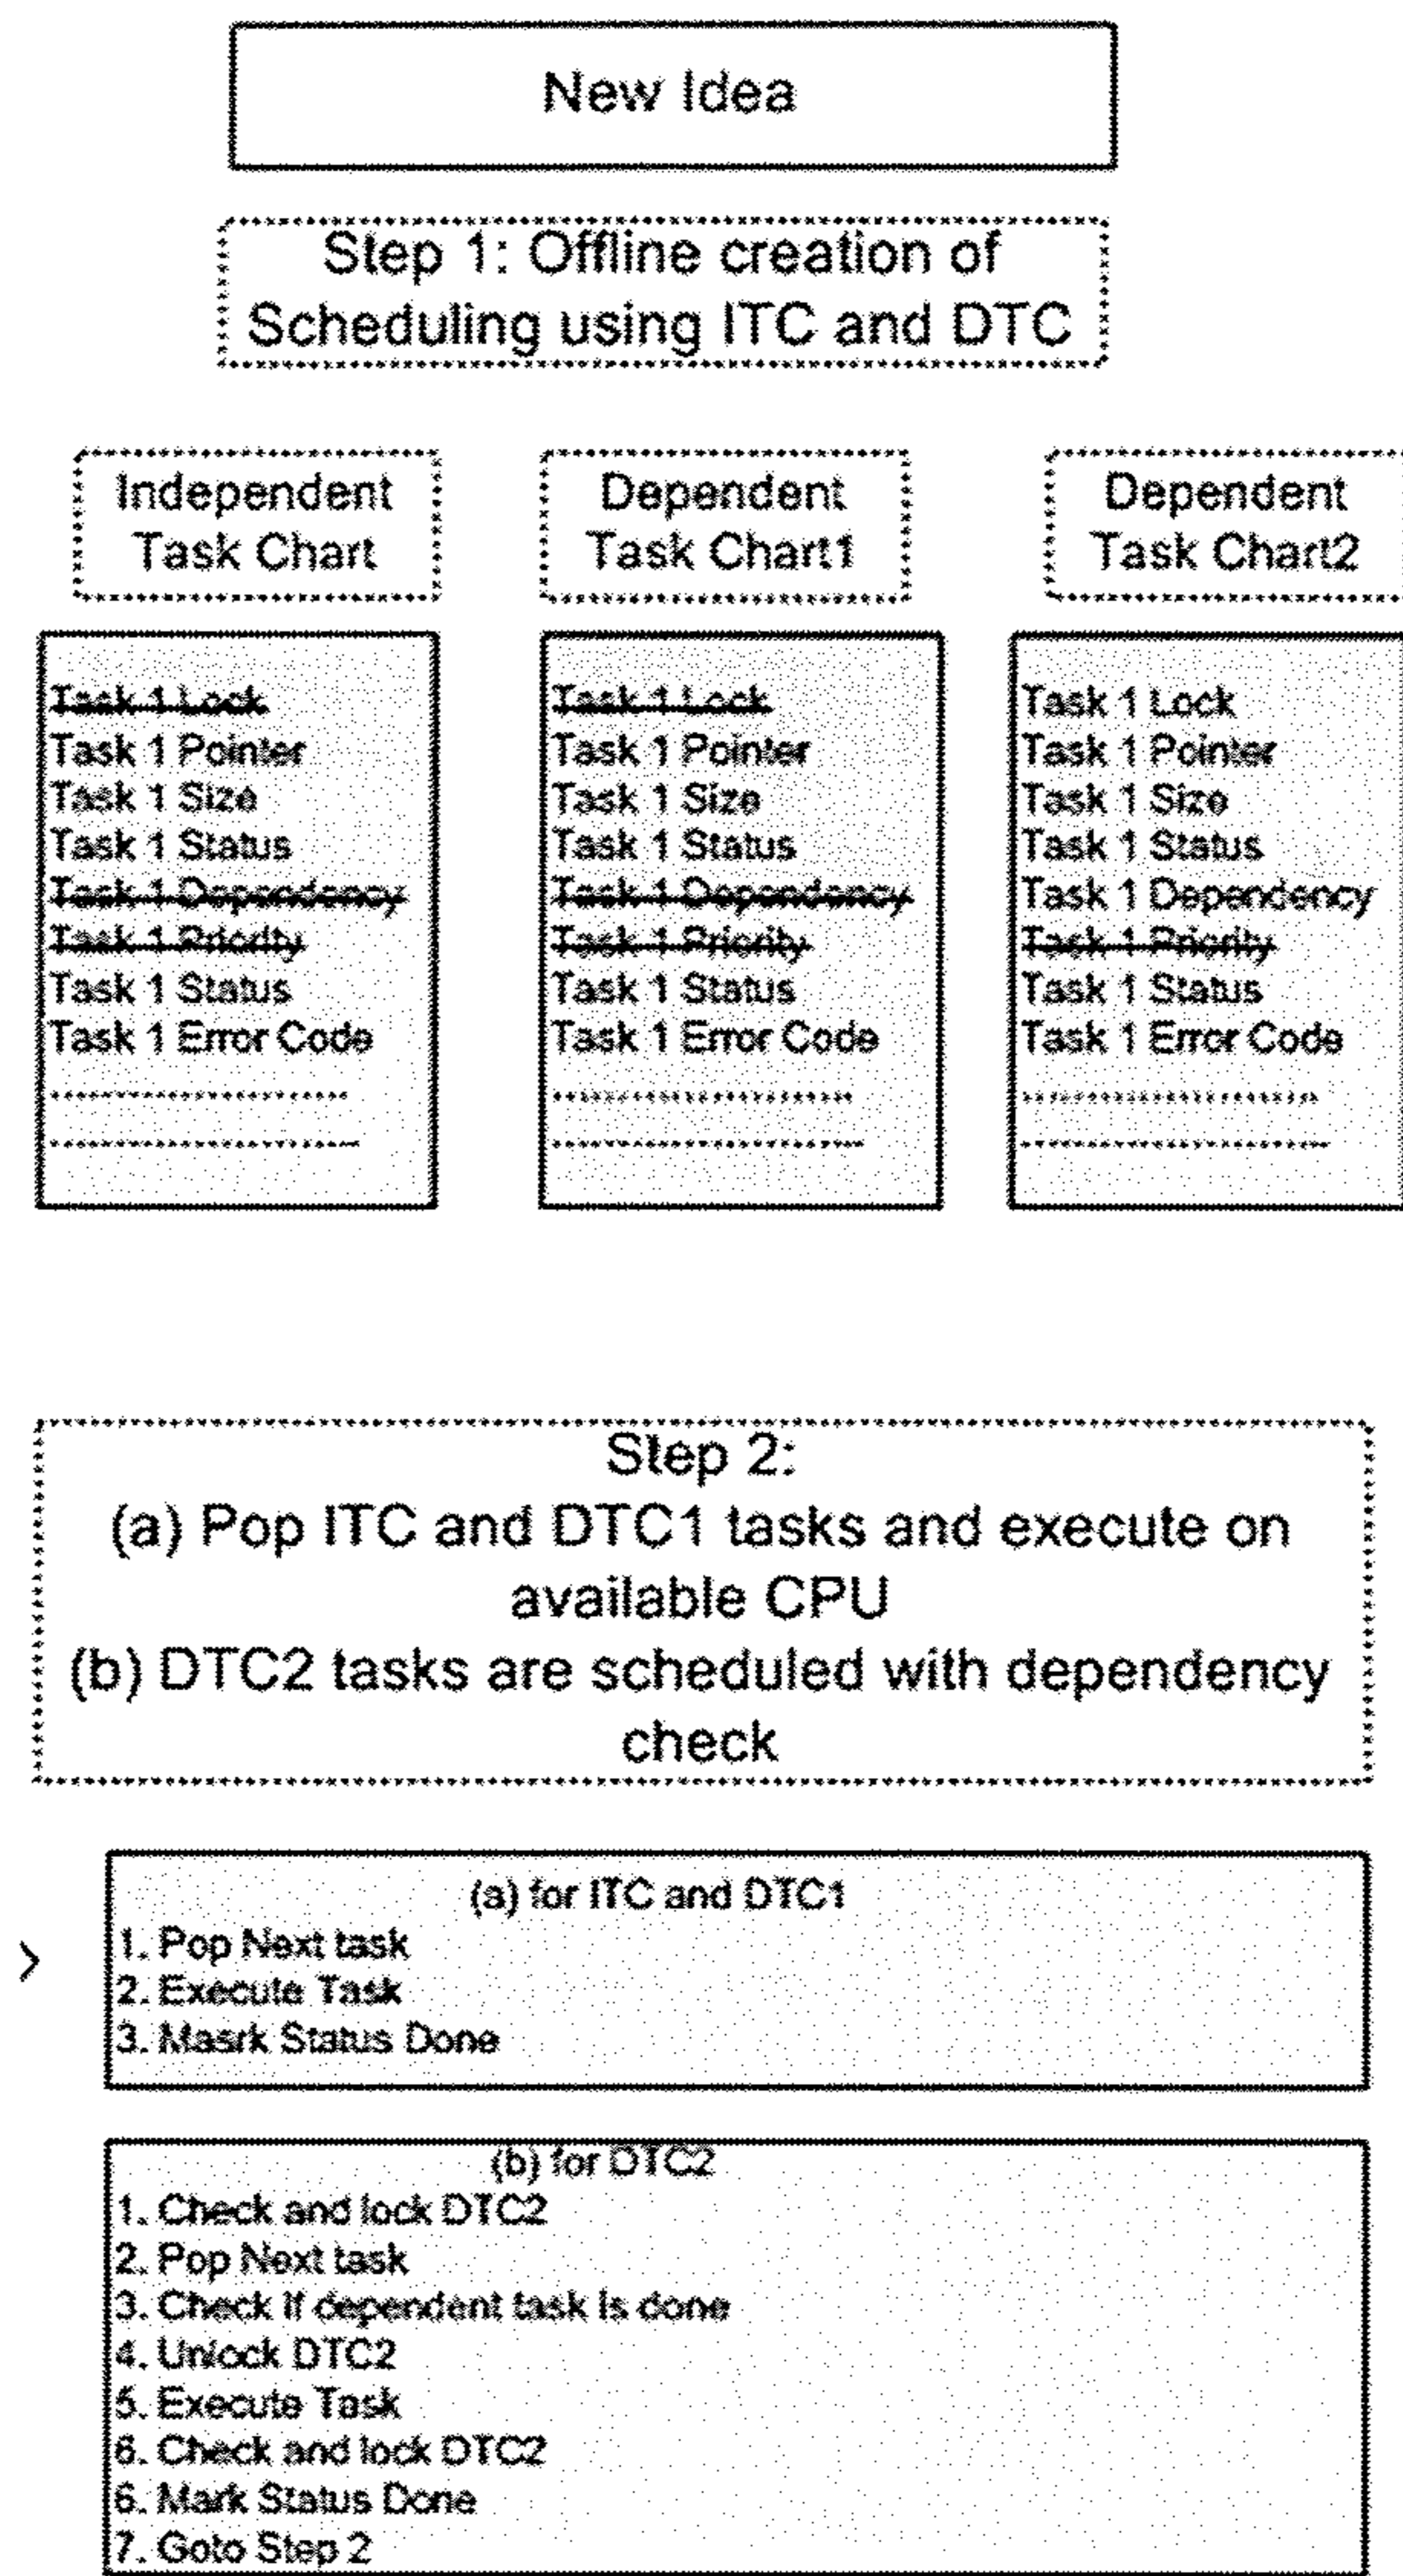 New Idea
Step 1: Offline creation of
Scheduling using ITC and DTC
Independent
Task Chart
Dependent
Task Chart1
Dependent
Task Chart2
Task 1 Lock
Task 1 Pointer
Task 1 Size
Task 1 Status
Task 1 Dependency
Task 1 Priority
Task 1 Status
Task 1 Error Code
Task 1 Lock
Task 1 Pointer
Task 1 Size
Task 1 Status
Task 1 Dependency
Task 1 Priority
Task 1 Status
Task 1 Error Code
Task 1 Lock
Task 1 Pointer
Task 1 Size
Task 1 Status
Task 1 Dependency
Task 1 Priority
Task 1 Status
Task 1 Error Code
Step 2:
(a) Pop ITC and DTC1 tasks and execute on
available CPU
(b) DTC2 tasks are scheduled with dependency
check
(a) for ITC and DTC1
1. Pop Next task
2. Execute Task
3. Masrk Status Done
(b) for DTC2
1. Check and lock DTC2
2. Pop Next task
3. Check if dependent task is done
4. Unlock DTC2
5. Execute Task
6. Check and lock DTC2
6. Mark Status Done
7. Goto Step 2